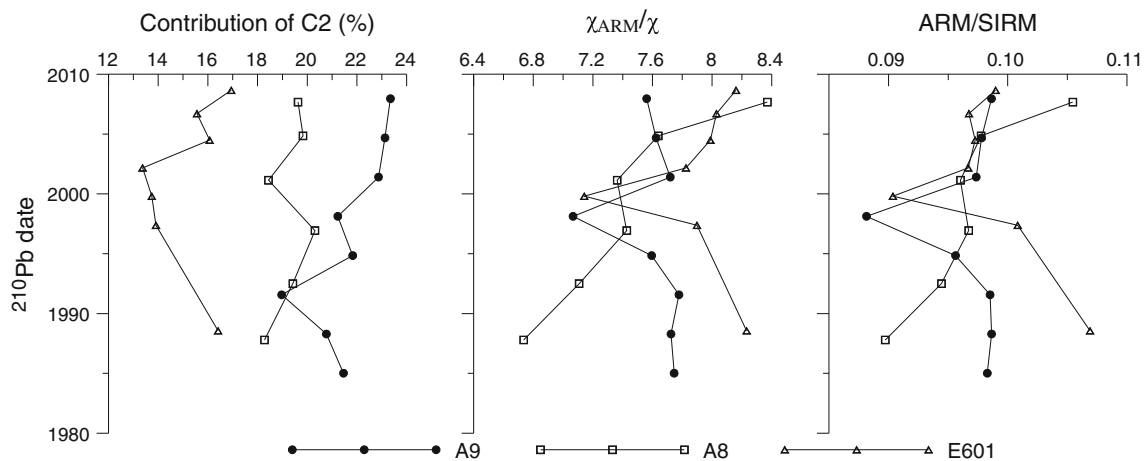 Contribution of C2 (%) χARM/χ ARM/SIRM
12 14 16 18 20 22 24 6.4 6.8 7.2 7.6 8 8.4 0.09 0.10 0.11
2010
2000
1990
1980
210Pb date
A9 A8 E601